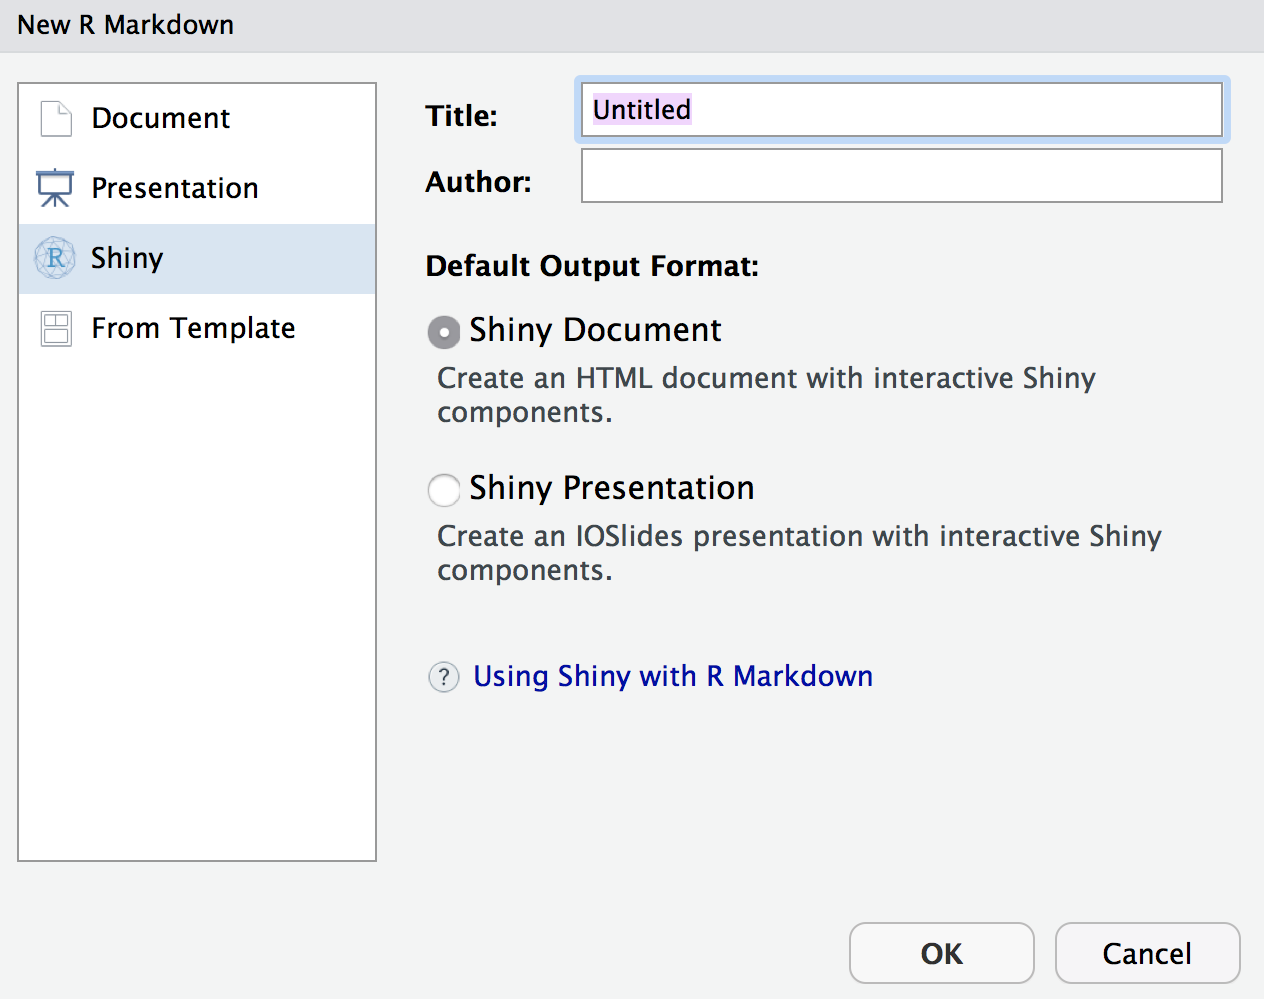 New R Markdown
Document
Presentation
R
Shiny
From Template
Title:
Untitled
Author:
Default Output Format:
Shiny Document
Create an HTML document with interactive Shiny
components.
Shiny Presentation
Create an IOSlides presentation with interactive Shiny
components.
? Using Shiny with R Markdown
OK
Cancel